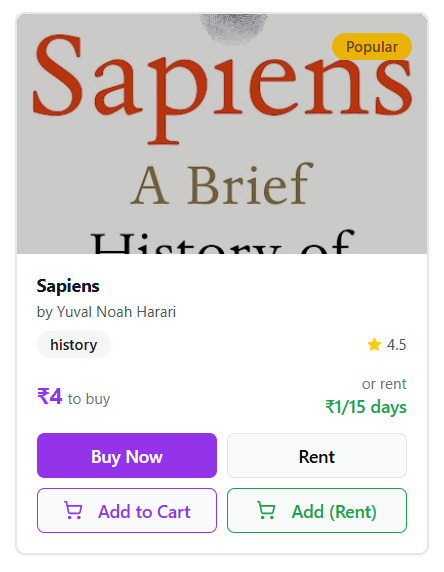 Popular
Sapiens
A Brief
History of
Sapiens
by Yuval Noah Harari
history
4.5
₹4 to buy
or rent
₹1/15 days
Buy Now
Rent
Add to Cart
Add (Rent)